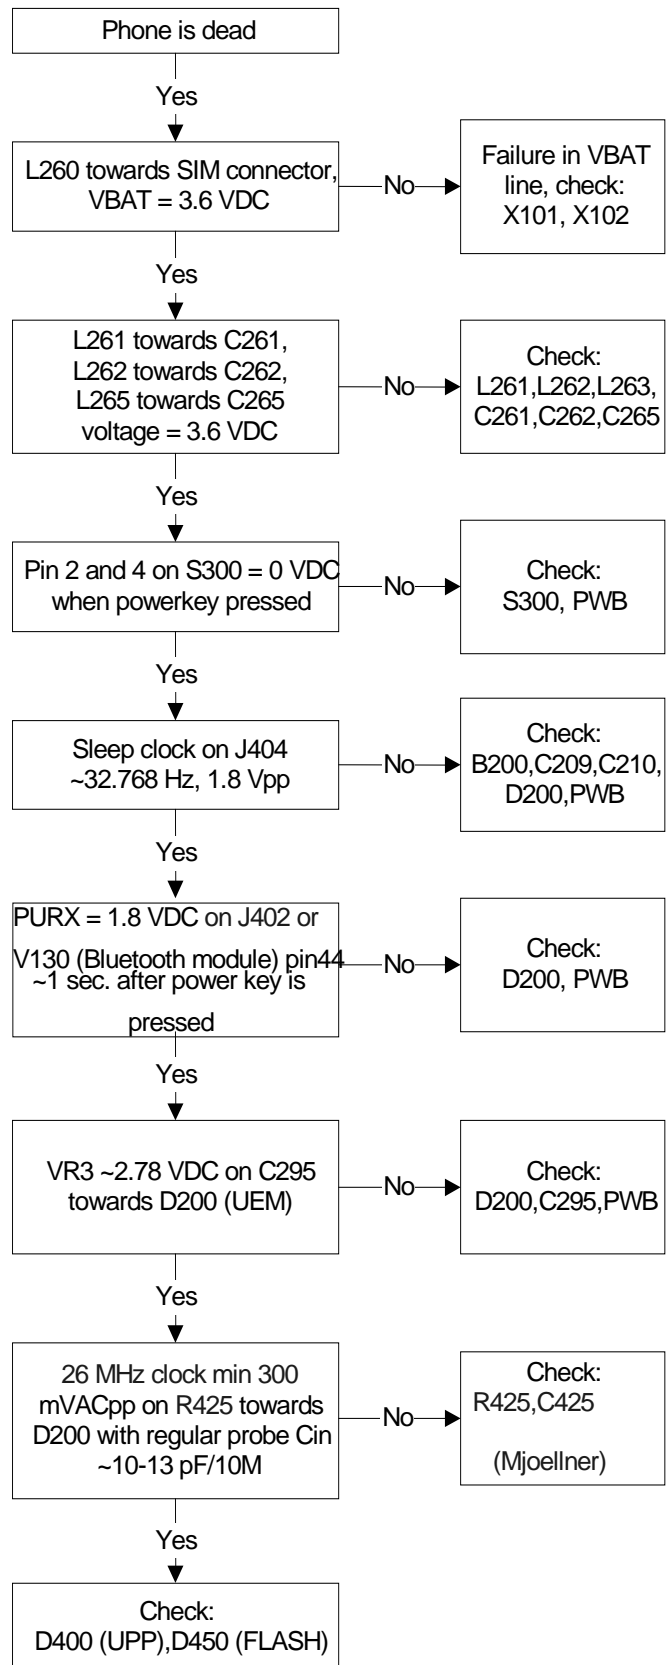 Phone is dead
Yes
L260 towards SIM connector,
VBAT = 3.6 VDC
No
Failure in VBAT
line, check:
X101, X102
Yes
L261 towards C261,
L262 towards C262,
L265 towards C265
voltage = 3.6 VDC
No
Check:
L261,L262,L263,
C261,C262,C265
Yes
Pin 2 and 4 on S300 = 0 VDC
when powerkey pressed
No
Check:
S300, PWB
Yes
Sleep clock on J404
~32.768 Hz, 1.8 Vpp
No
Check:
B200,C209,C210,
D200,PWB
Yes
PURX = 1.8 VDC on J402 or
V130 (Bluetooth module) pin44
~1 sec. after power key is
pressed
No
Check:
D200, PWB
Yes
VR3 ~2.78 VDC on C295
towards D200 (UEM)
No
Check:
D200,C295,PWB
Yes
26 MHz clock min 300
mVACpp on R425 towards
D200 with regular probe Cin
~10-13 pF/10M
No
Check:
R425,C425
(Mjoellner)
Yes
Check:
D400 (UPP),D450 (FLASH)